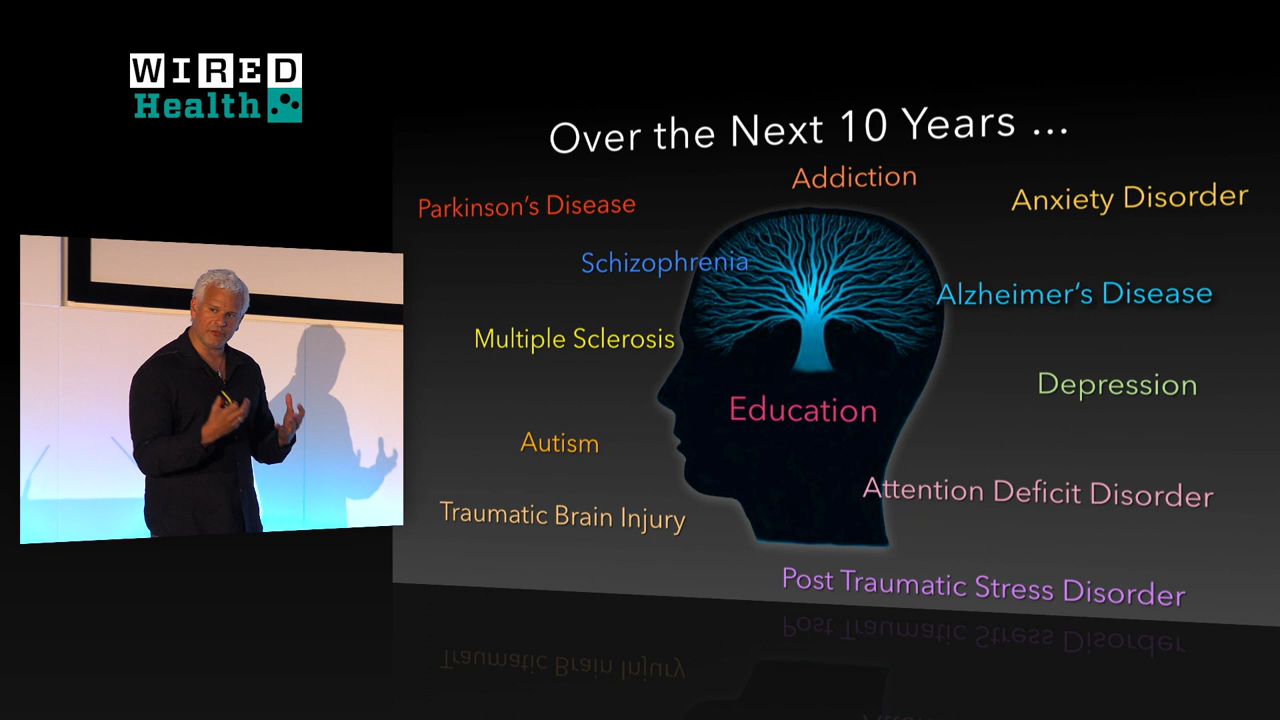 WIRED
Health
Over the Next 10 Years ...
Addiction
Parkinson's Disease
Anxiety Disorder
Schizophrenia
Alzheimer's Disease
Multiple Sclerosis
Depression
Education
Autism
Attention Deficit Disorder
Traumatic Brain Injury
Post Traumatic Stress Disorder